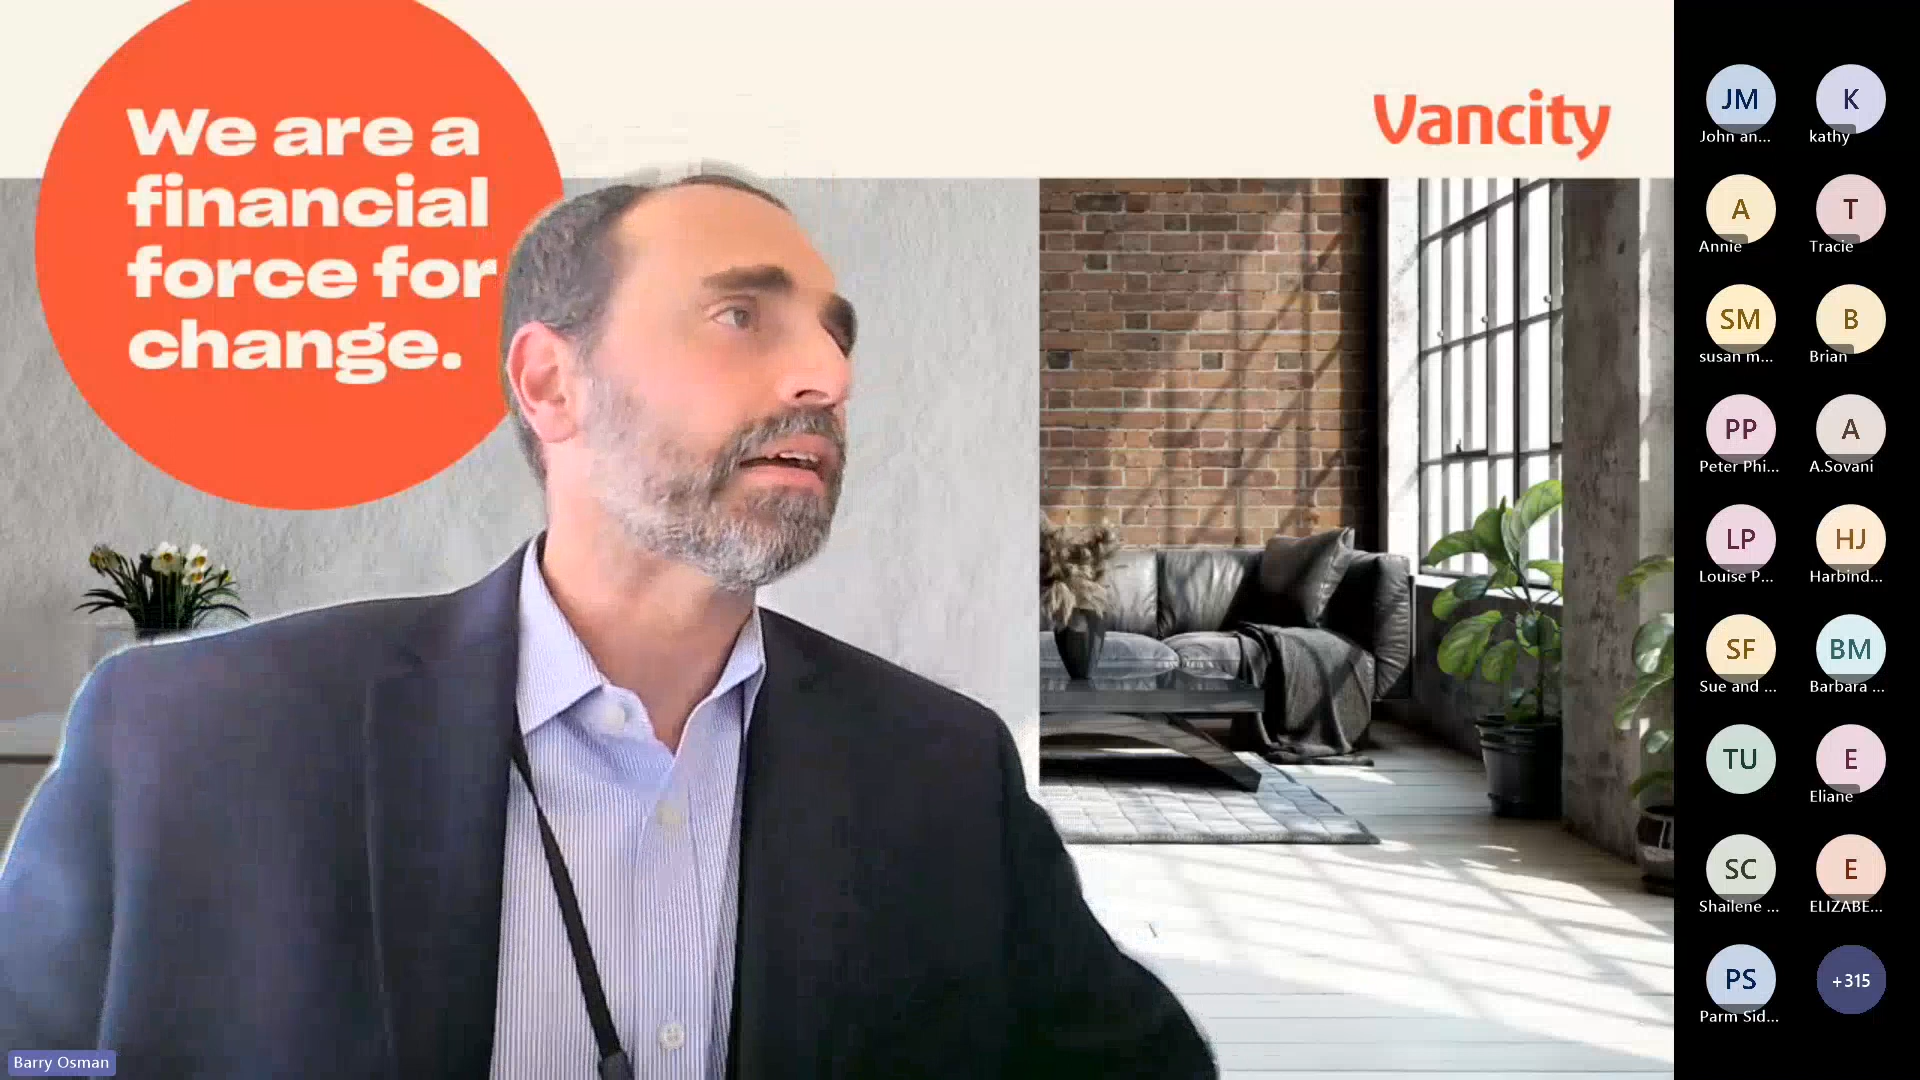 We are a
financial
force for
change.
Vancity
JM
John an...
K
kathy
A
Annie
T
Tracie
SM
susan m...
B
Brian
PP
Peter Phi...
A
A.Sovani
LP
Louise P...
HJ
Harbind...
SF
Sue and ...
BM
Barbara ...
TU
E
Eliane
SC
Shailene ...
E
ELIZABE...
PS
Parm Sid...
+315
Barry Osman